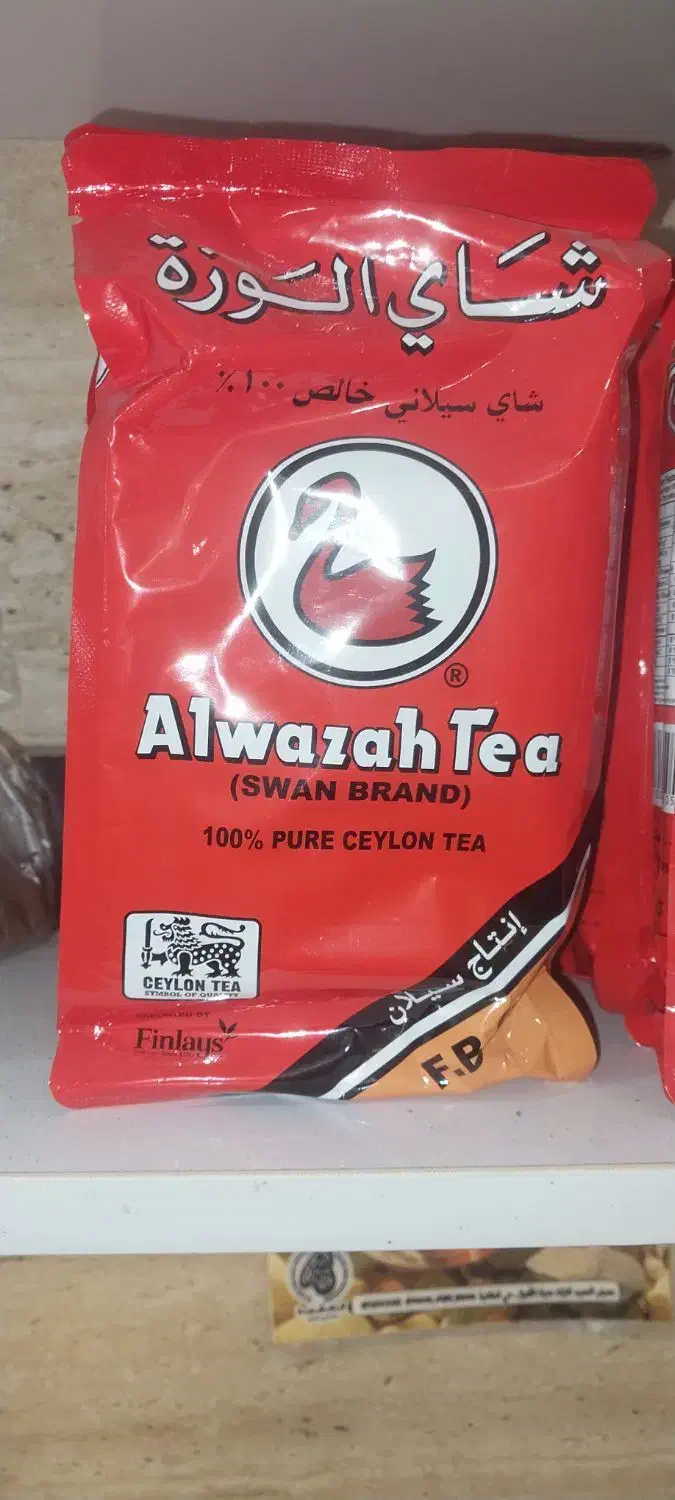 شاي الوزة
شاي سيلاني خالص ١٠٠٪
®
Alwazah Tea
(SWAN BRAND)
100% PURE CEYLON TEA
إنتاج سيلان
CEYLON TEA
SYMBOL OF QUALITY
Finlays
F.B